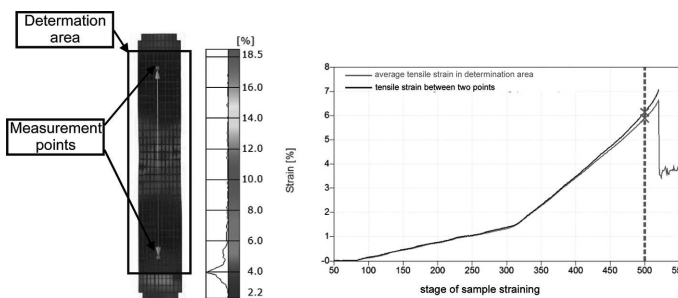 Determation
area
Measurement
points
[%]
18.5
16.0
14.0
12.0
10.0
8.0
6.0
4.0
2.2
Strain [%]
average tensile strain in determination area
tensile strain between two points
8
7
6
5
4
3
2
1
-0
50 100 150 200 250 300 350 400 450 500 550
stage of sample straining